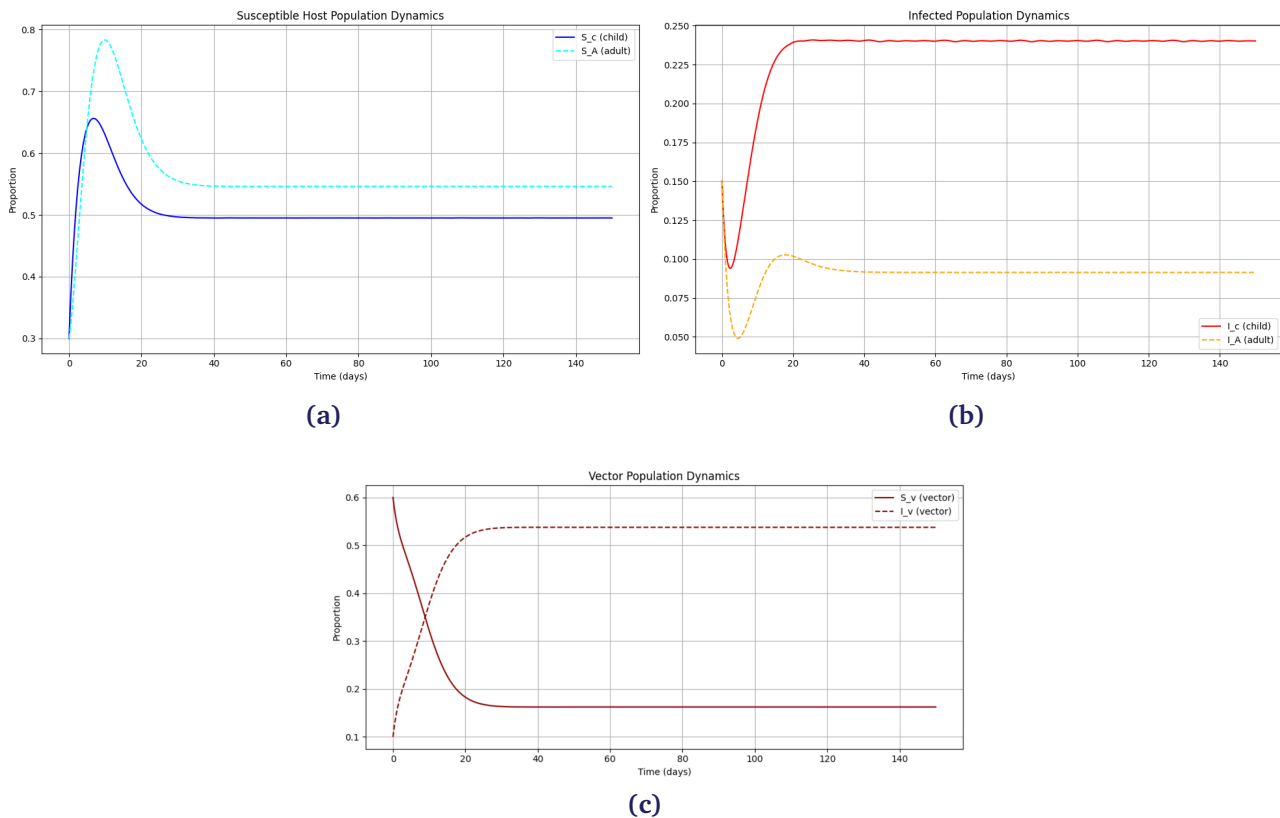 Susceptible Host Population Dynamics
0.8
0.7
0.6
0.5
0.4
0.3
Proportion
S_c (child)
S_A (adult)
0 20 40 60 80 100 120 140
Time (days)
(a)
Infected Population Dynamics
0.250
0.225
0.200
0.175
0.150
0.125
0.100
0.075
0.050
Proportion
I_c (child)
I_A (adult)
0 20 40 60 80 100 120 140
Time (days)
(b)
Vector Population Dynamics
0.6
0.5
0.4
0.3
0.2
0.1
Proportion
S_v (vector)
I_v (vector)
0 20 40 60 80 100 120 140
Time (days)
(c)